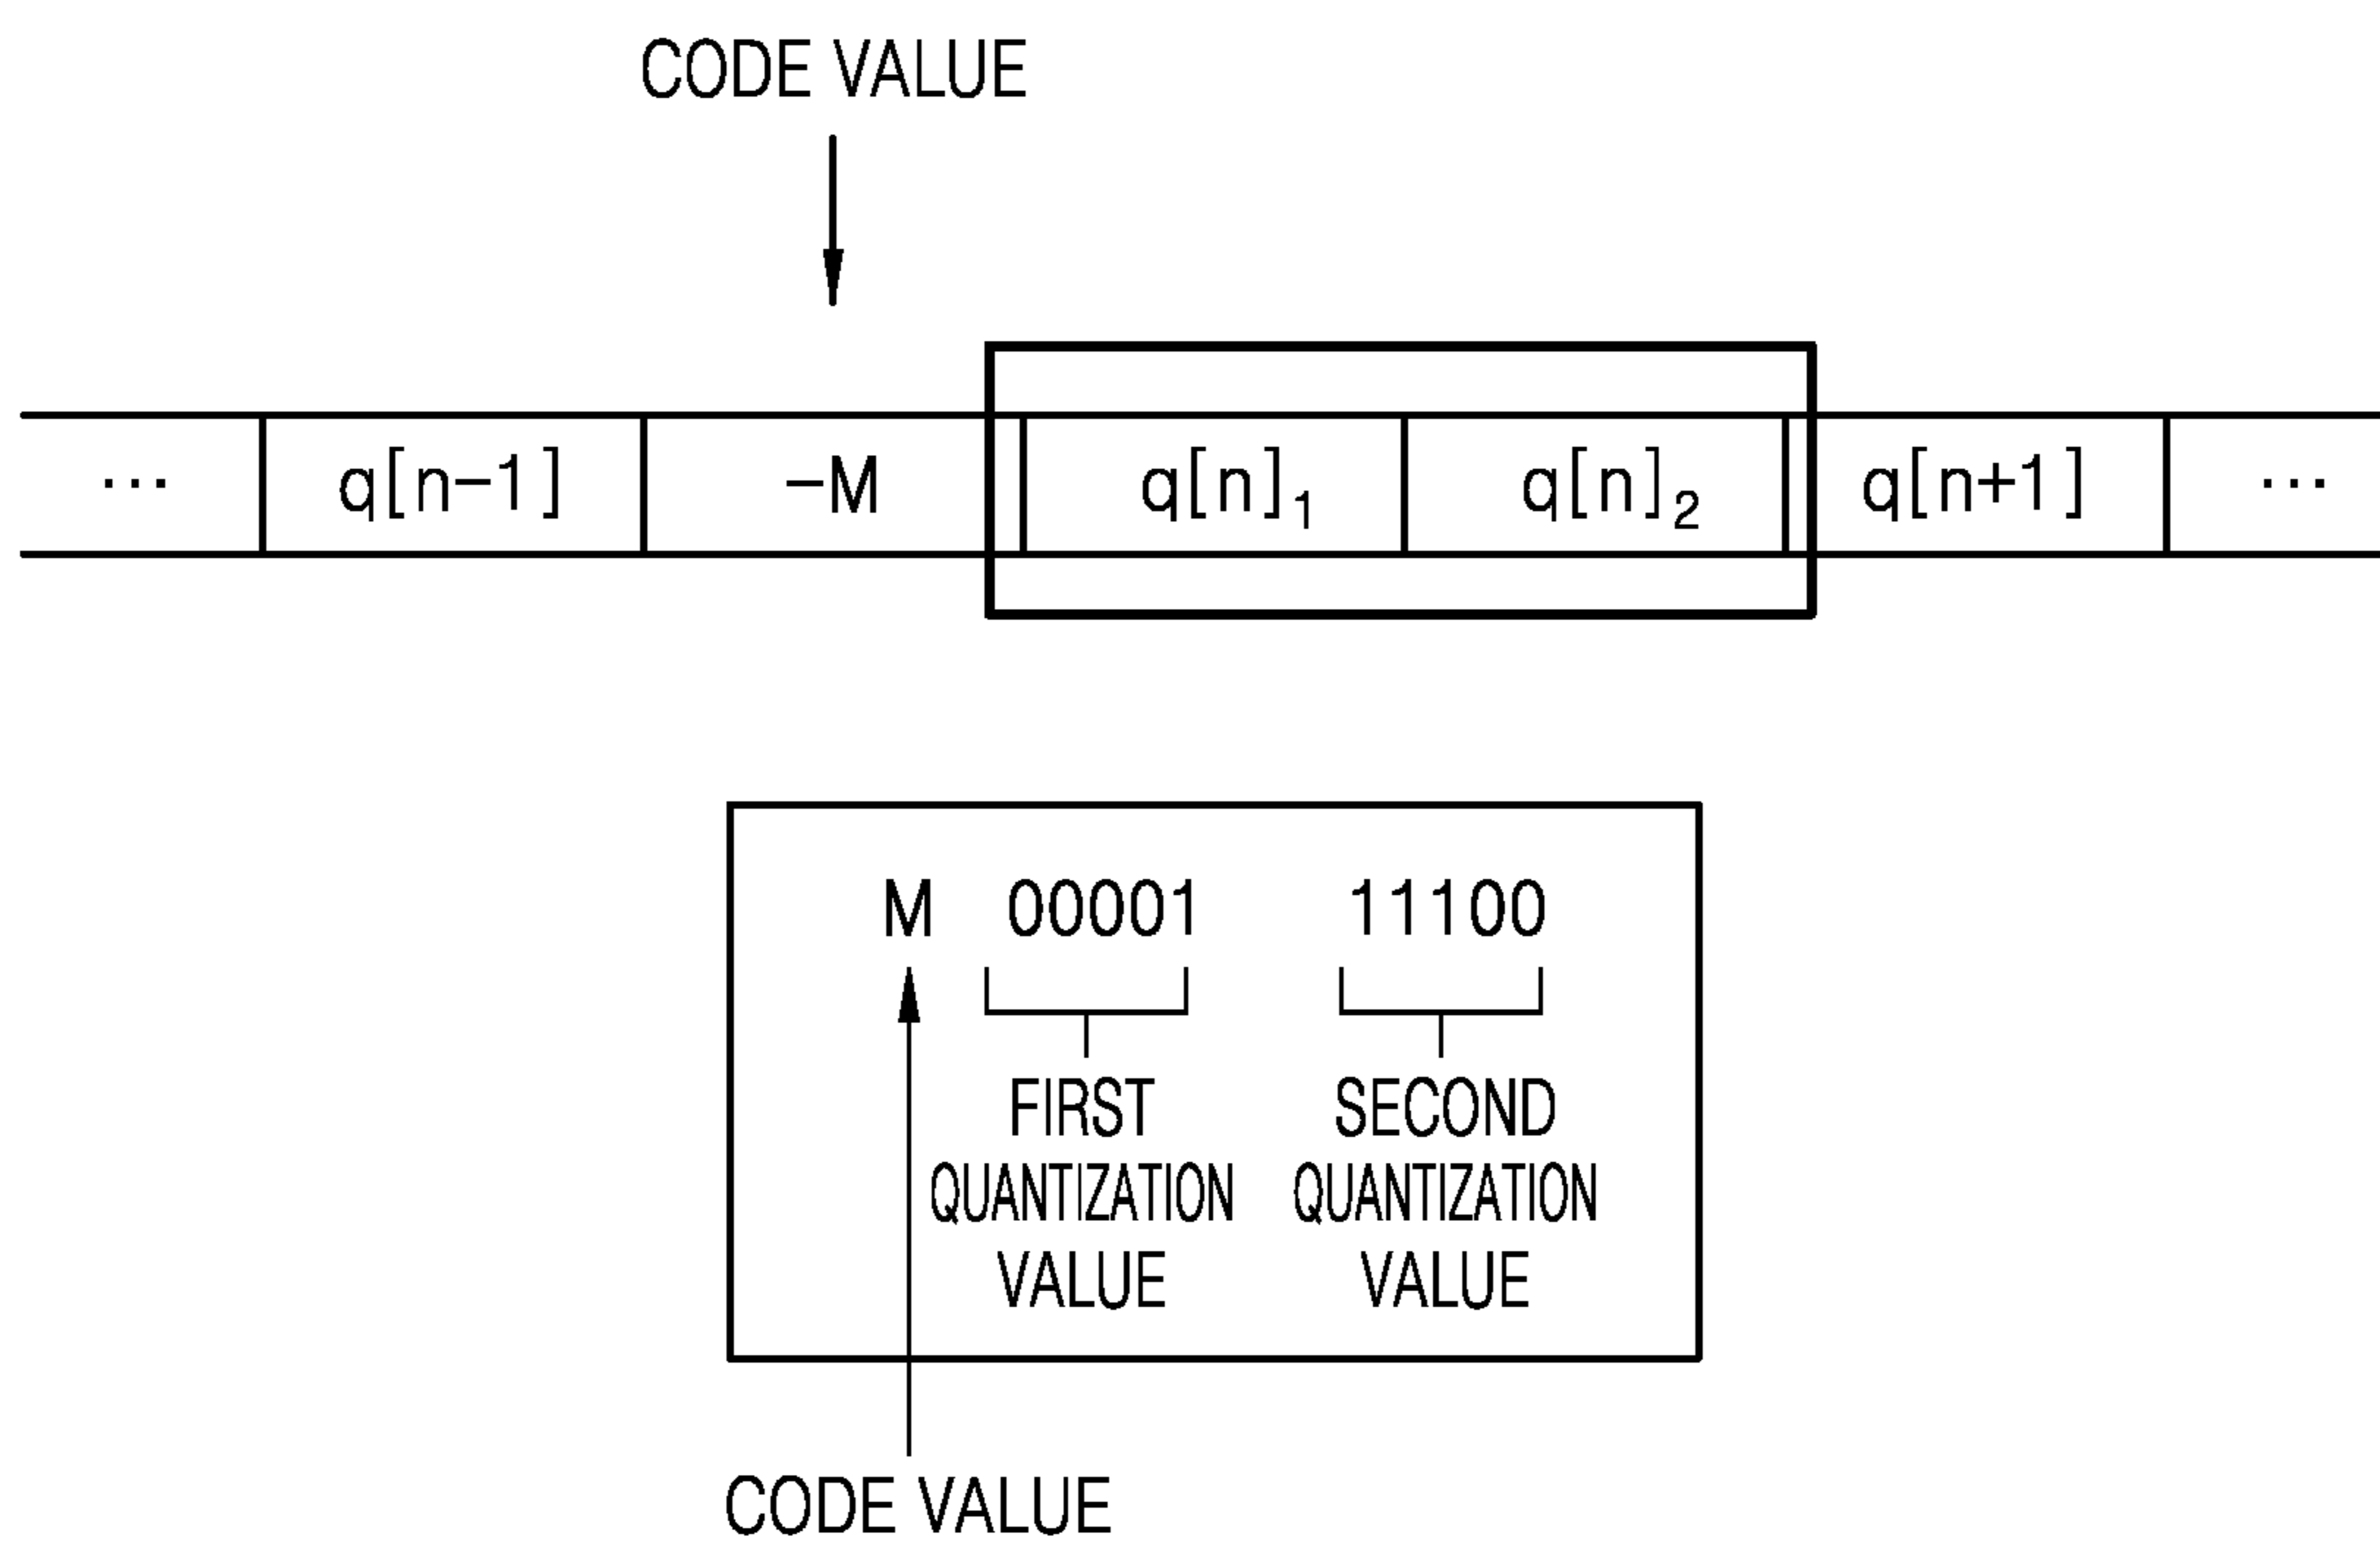 CODE VALUE
··· q[n−1] −M q[n]₁ q[n]₂ q[n+1] ···
M 00001 11100
FIRST SECOND
QUANTIZATION QUANTIZATION
VALUE VALUE
CODE VALUE